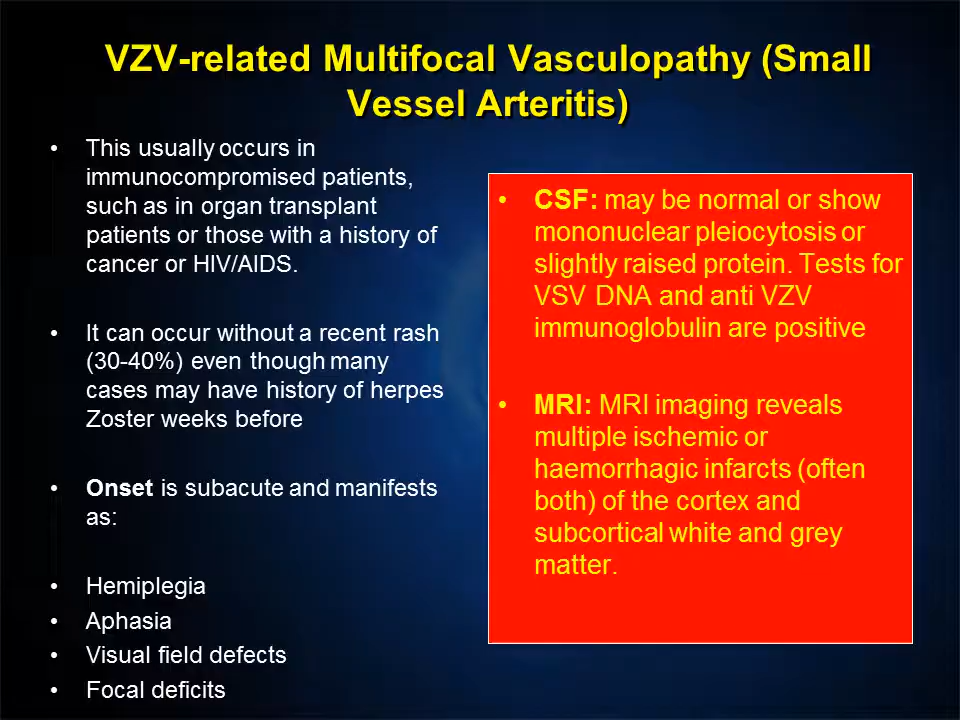 VZV-related Multifocal Vasculopathy (Small
Vessel Arteritis)
• This usually occurs in
immunocompromised patients,
such as in organ transplant
patients or those with a history of
cancer or HIV/AIDS.
• It can occur without a recent rash
(30-40%) even though many
cases may have history of herpes
Zoster weeks before
• Onset is subacute and manifests
as:
• Hemiplegia
• Aphasia
• Visual field defects
• Focal deficits
• CSF: may be normal or show
mononuclear pleiocytosis or
slightly raised protein. Tests for
VSV DNA and anti VZV
immunoglobulin are positive
• MRI: MRI imaging reveals
multiple ischemic or
haemorrhagic infarcts (often
both) of the cortex and
subcortical white and grey
matter.